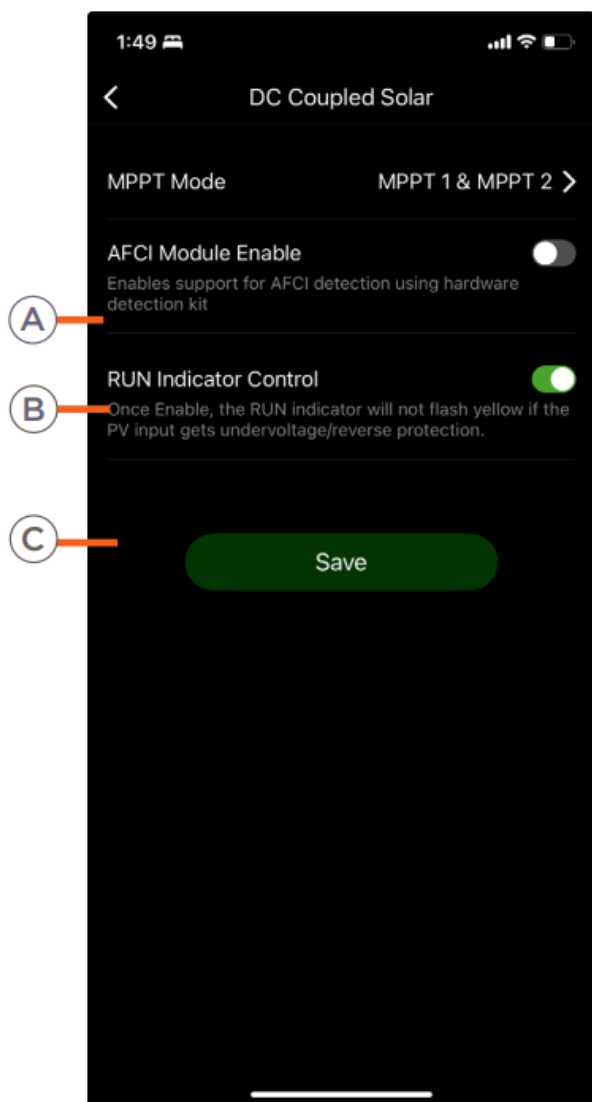 1:49
DC Coupled Solar
MPPT Mode MPPT 1 & MPPT 2
AFCI Module Enable
Enables support for AFCI detection using hardware
detection kit
A
RUN Indicator Control
B
Once Enable, the RUN indicator will not flash yellow if the
PV input gets undervoltage/reverse protection.
C
Save